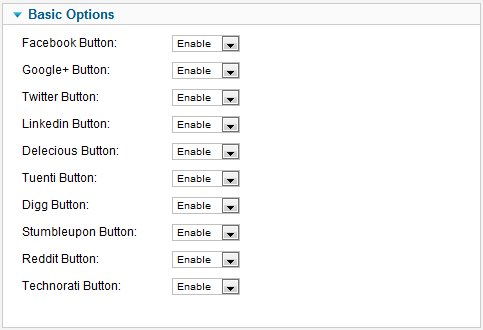 Basic Options
Facebook Button: Enable
Google+ Button: Enable
Twitter Button: Enable
Linkedin Button: Enable
Delecious Button: Enable
Tuenti Button: Enable
Digg Button: Enable
Stumbleupon Button: Enable
Reddit Button: Enable
Technorati Button: Enable